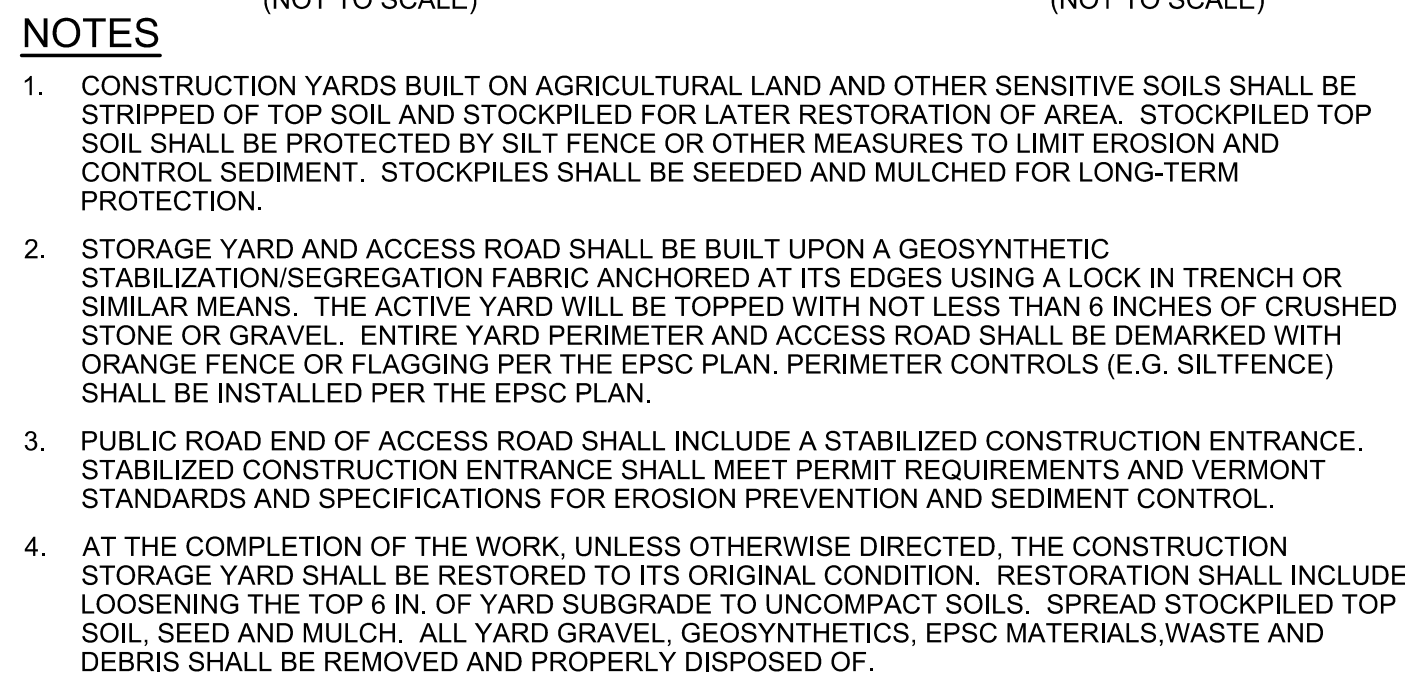 (NOT TO SCALE) (NOT TO SCALE)
NOTES
1. CONSTRUCTION YARDS BUILT ON AGRICULTURAL LAND AND OTHER SENSITIVE SOILS SHALL BE
STRIPPED OF TOP SOIL AND STOCKPILED FOR LATER RESTORATION OF AREA. STOCKPILED TOP
SOIL SHALL BE PROTECTED BY SILT FENCE OR OTHER MEASURES TO LIMIT EROSION AND
CONTROL SEDIMENT. STOCKPILES SHALL BE SEEDED AND MULCHED FOR LONG-TERM
PROTECTION.
2. STORAGE YARD AND ACCESS ROAD SHALL BE BUILT UPON A GEOSYNTHETIC
STABILIZATION/SEGREGATION FABRIC ANCHORED AT ITS EDGES USING A LOCK IN TRENCH OR
SIMILAR MEANS. THE ACTIVE YARD WILL BE TOPPED WITH NOT LESS THAN 6 INCHES OF CRUSHED
STONE OR GRAVEL. ENTIRE YARD PERIMETER AND ACCESS ROAD SHALL BE DEMARKED WITH
ORANGE FENCE OR FLAGGING PER THE EPSC PLAN. PERIMETER CONTROLS (E.G. SILTFENCE)
SHALL BE INSTALLED PER THE EPSC PLAN.
3. PUBLIC ROAD END OF ACCESS ROAD SHALL INCLUDE A STABILIZED CONSTRUCTION ENTRANCE.
STABILIZED CONSTRUCTION ENTRANCE SHALL MEET PERMIT REQUIREMENTS AND VERMONT
STANDARDS AND SPECIFICATIONS FOR EROSION PREVENTION AND SEDIMENT CONTROL.
4. AT THE COMPLETION OF THE WORK, UNLESS OTHERWISE DIRECTED, THE CONSTRUCTION
STORAGE YARD SHALL BE RESTORED TO ITS ORIGINAL CONDITION. RESTORATION SHALL INCLUDE
LOOSENING THE TOP 6 IN. OF YARD SUBGRADE TO UNCOMPACT SOILS. SPREAD STOCKPILED TOP
SOIL, SEED AND MULCH. ALL YARD GRAVEL, GEOSYNTHETICS, EPSC MATERIALS,WASTE AND
DEBRIS SHALL BE REMOVED AND PROPERLY DISPOSED OF.